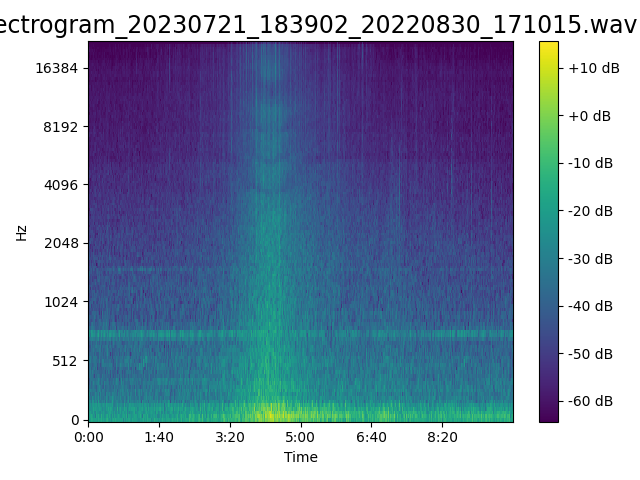 ectrogram_20230721_183902_20220830_171015.wav
16384
8192
4096
2048
1024
512
0
Hz
0:00 1:40 3:20 5:00 6:40 8:20
Time
+10 dB
+0 dB
-10 dB
-20 dB
-30 dB
-40 dB
-50 dB
-60 dB